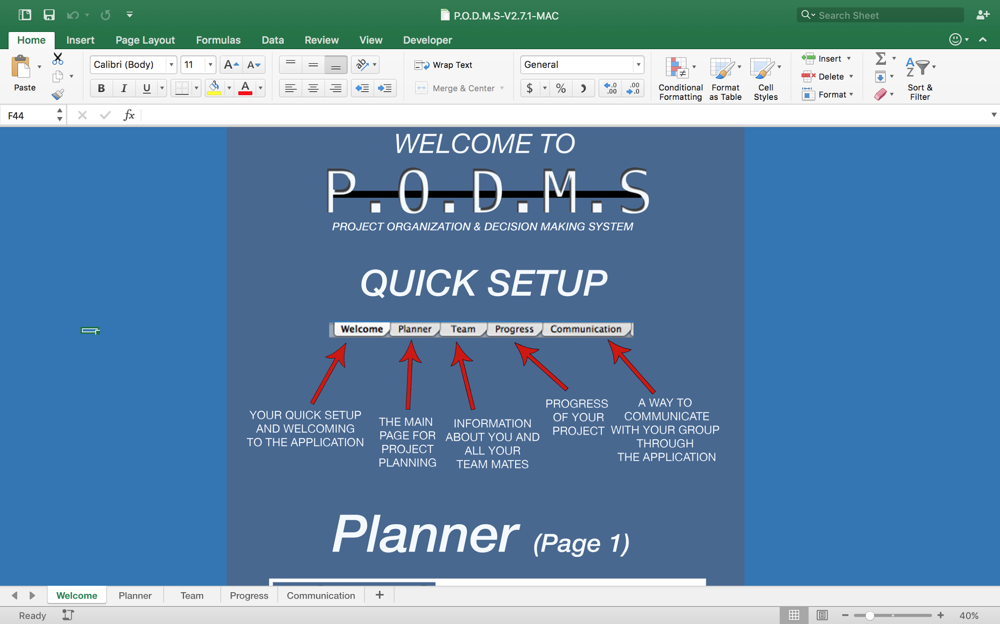 P.O.D.M.S-V2.7.1-MAC
Search Sheet
Home Insert Page Layout Formulas Data Review View Developer
Paste
Calibri (Body) 11
B I U
Wrap Text
Merge & Center
General
$ % 
Conditional Formatting
Format as Table
Cell Styles
Insert
Delete
Format
Sort & Filter
F44
fx
WELCOME TO
P.O.D.M.S
PROJECT ORGANIZATION & DECISION MAKING SYSTEM
QUICK SETUP
Welcome Planner Team Progress Communication
YOUR QUICK SETUP
AND WELCOMING
TO THE APPLICATION
THE MAIN
PAGE FOR
PROJECT
PLANNING
INFORMATION
ABOUT YOU AND
ALL YOUR
TEAM MATES
PROGRESS
OF YOUR
PROJECT
A WAY TO
COMMUNICATE
WITH YOUR GROUP
THROUGH
THE APPLICATION
Planner (Page 1)
Welcome Planner Team Progress Communication +
Ready
40%